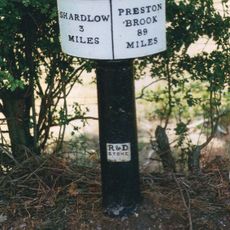 SHARDLOW
3
MILES
PRESTON
'BROOK
89
MILES
R&D
STONE